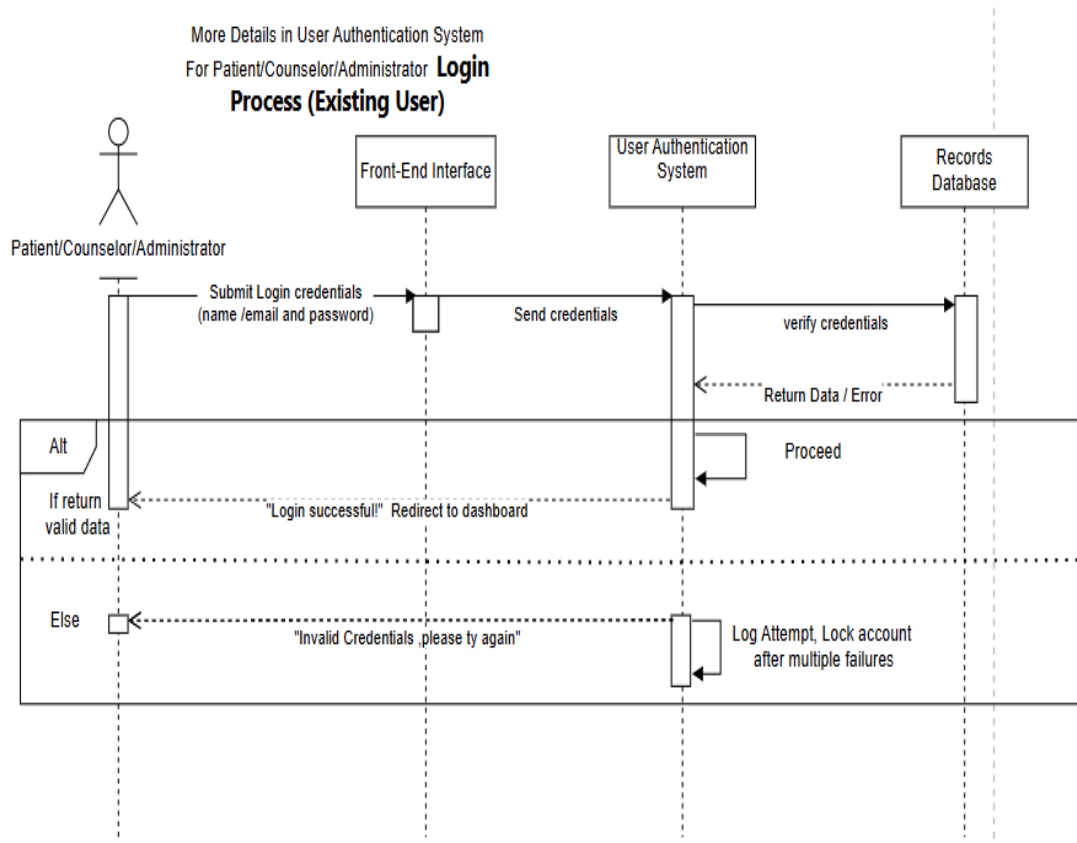 More Details in User Authentication System
For Patient/Counselor/Administrator Login
Process (Existing User)
Patient/Counselor/Administrator
Front-End Interface
User Authentication
System
Records
Database
Submit Login credentials
(name /email and password)
Send credentials
verify credentials
Return Data / Error
Alt
Proceed
If return
valid data
"Login successful!" Redirect to dashboard
Else
"Invalid Credentials ,please ty again"
Log Attempt, Lock account
after multiple failures